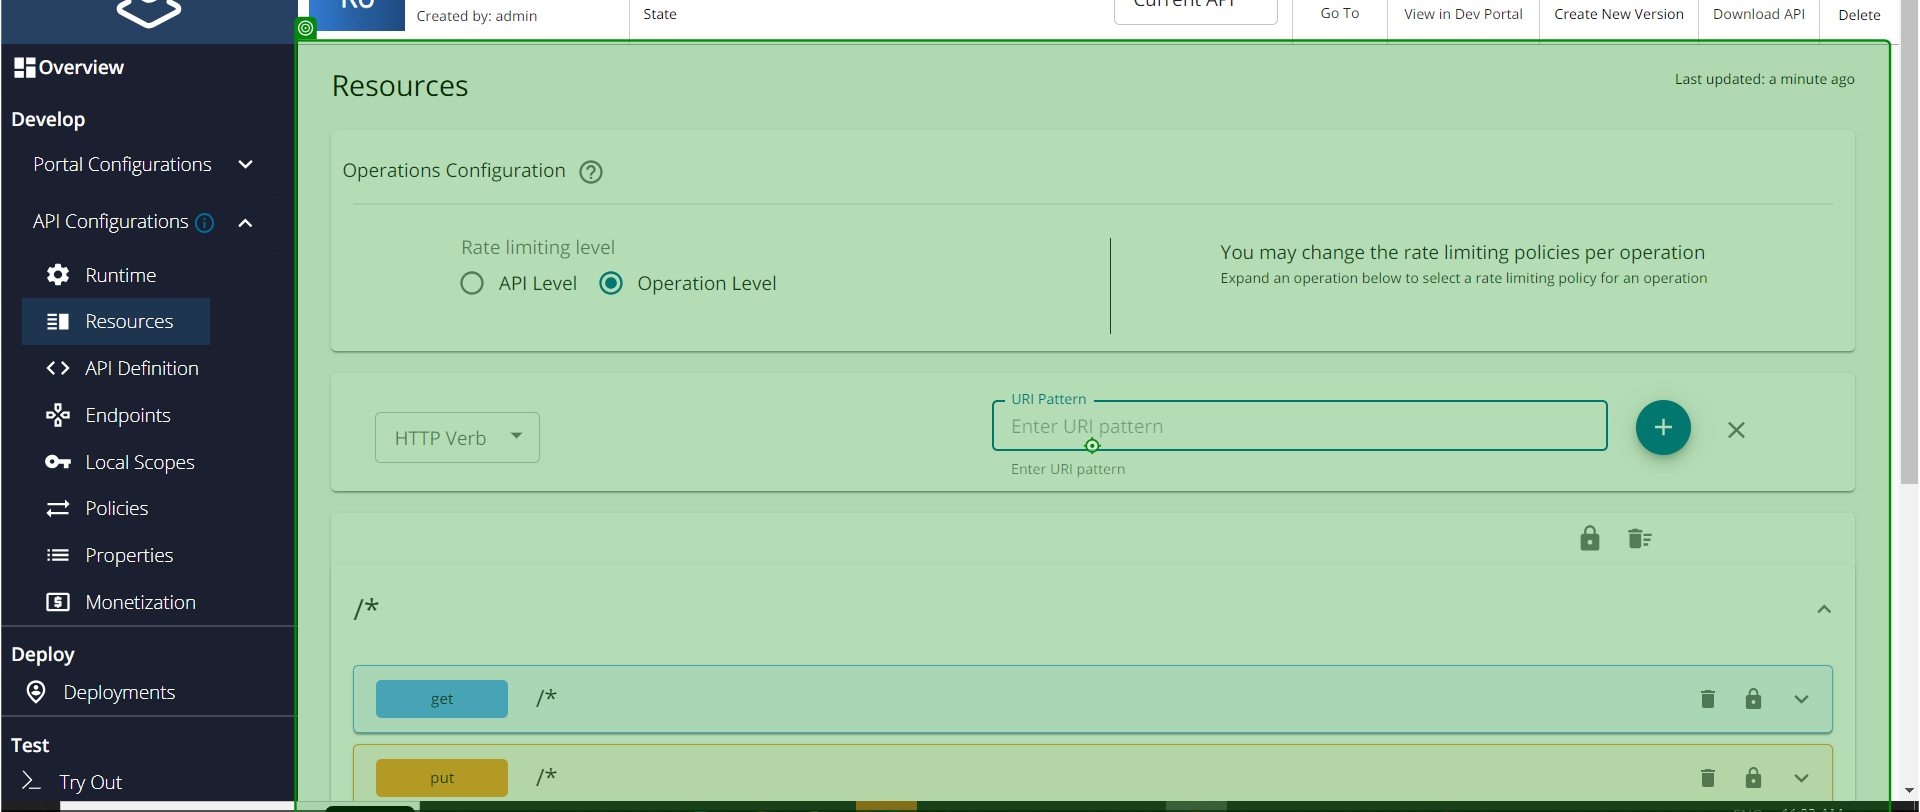 Created by: admin
State
Current API
Go To
View in Dev Portal
Create New Version
Download API
Delete
Overview
Develop
Portal Configurations
API Configurations
Runtime
Resources
API Definition
Endpoints
Local Scopes
Policies
Properties
Monetization
Deploy
Deployments
Test
Try Out
Resources
Last updated: a minute ago
Operations Configuration
Rate limiting level
API Level
Operation Level
You may change the rate limiting policies per operation
Expand an operation below to select a rate limiting policy for an operation
HTTP Verb
URI Pattern
Enter URI pattern
Enter URI pattern
/*
get /*
put /*